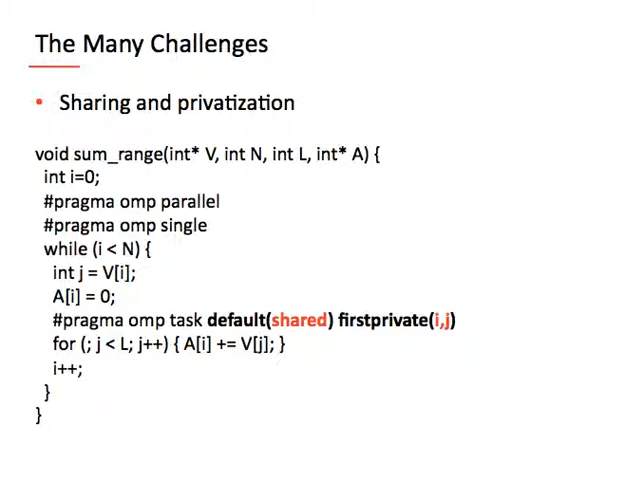 The Many Challenges
• Sharing and privatization
void sum_range(int* V, int N, int L, int* A) {
int i=0;
#pragma omp parallel
#pragma omp single
while (i < N) {
int j = V[i];
A[i] = 0;
#pragma omp task default(shared) firstprivate(i,j)
for (; j < L; j++) { A[i] += V[j]; }
i++;
}
}